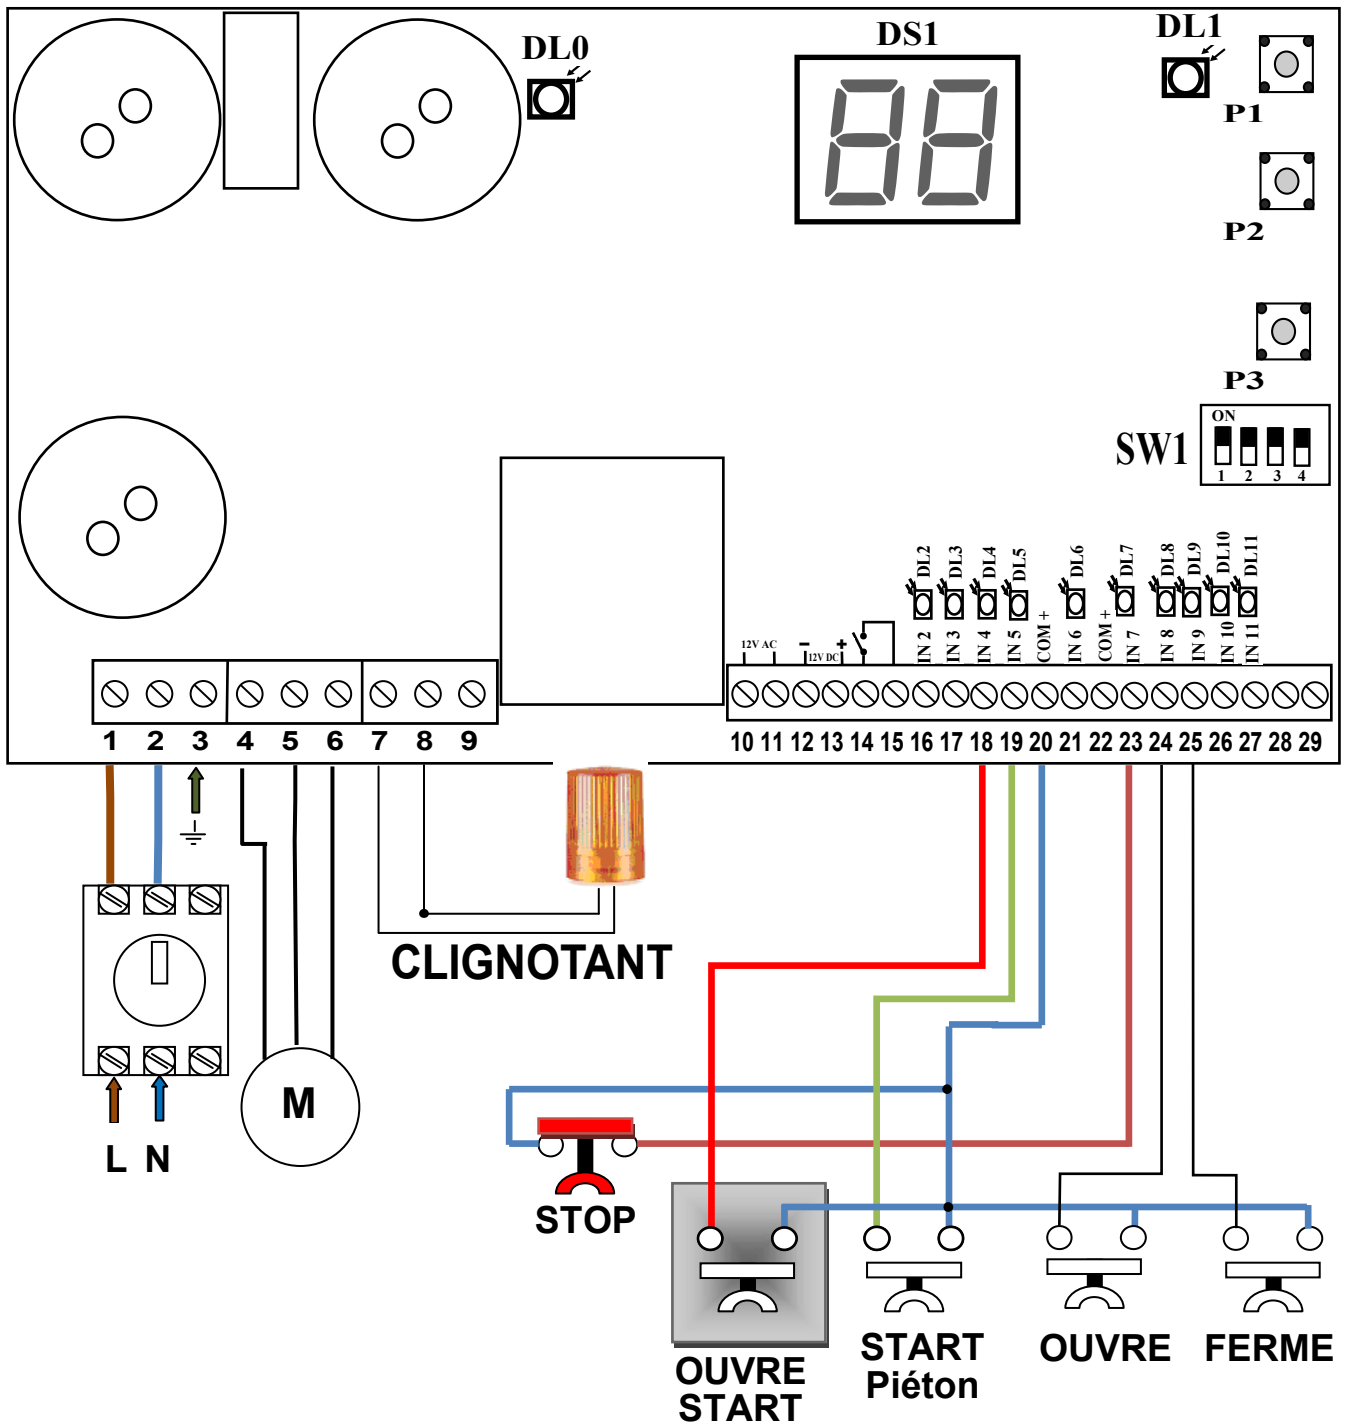 DL0
DS1
DL1
P1
P2
P3
SW1
ON
1 2 3 4
DL2 DL3 DL4 DL5 DL6 DL7 DL8 DL9 DL10 DL11
12V AC
− 12V DC +
IN 2 IN 3 IN 4 IN 5 COM + IN 6 COM + IN 7 IN 8 IN 9 IN 10 IN 11
1 2 3 4 5 6 7 8 9
10 11 12 13 14 15 16 17 18 19 20 21 22 23 24 25 26 27 28 29
CLIGNOTANT
M
L N
STOP
OUVRE
START
START
Piéton
OUVRE
FERME